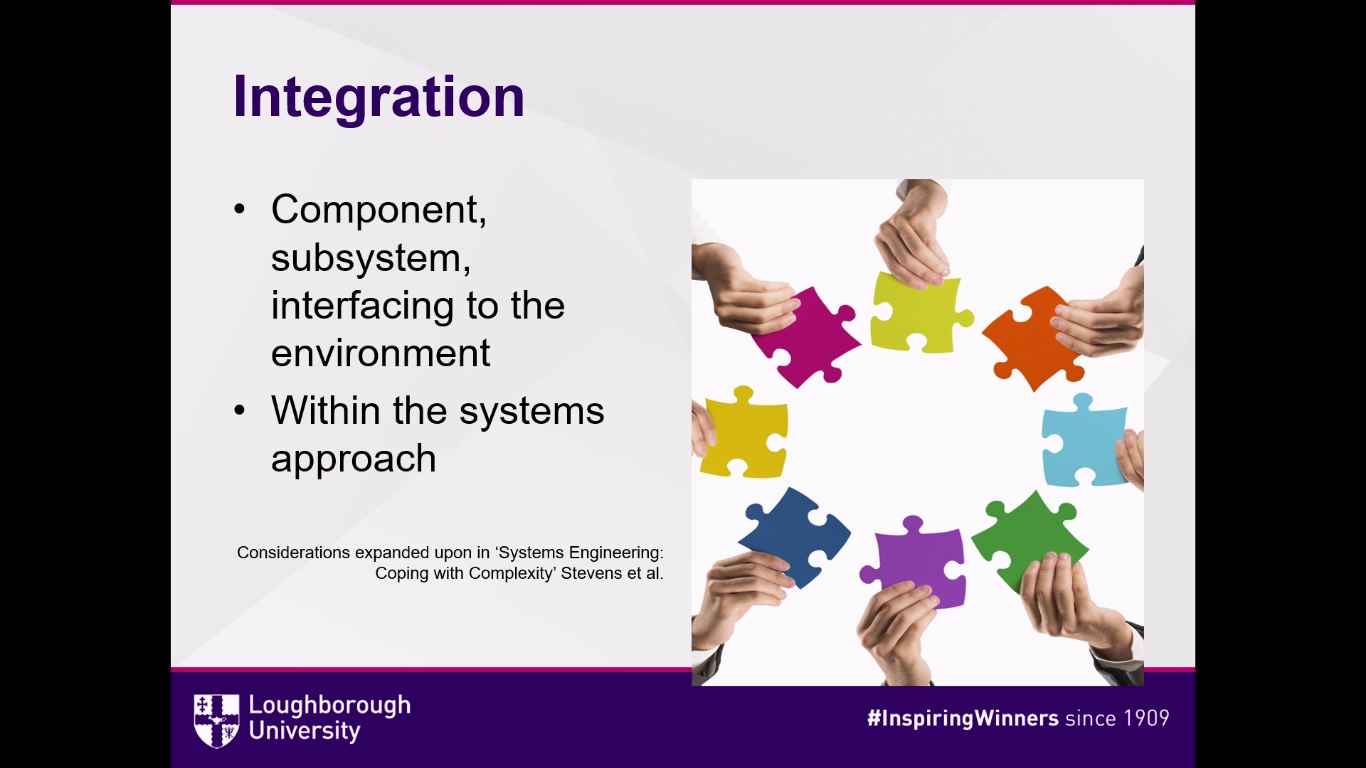 Integration
• Component,
subsystem,
interfacing to the
environment
• Within the systems
approach
Considerations expanded upon in ‘Systems Engineering:
Coping with Complexity’ Stevens et al.
Loughborough
University
#InspiringWinners since 1909